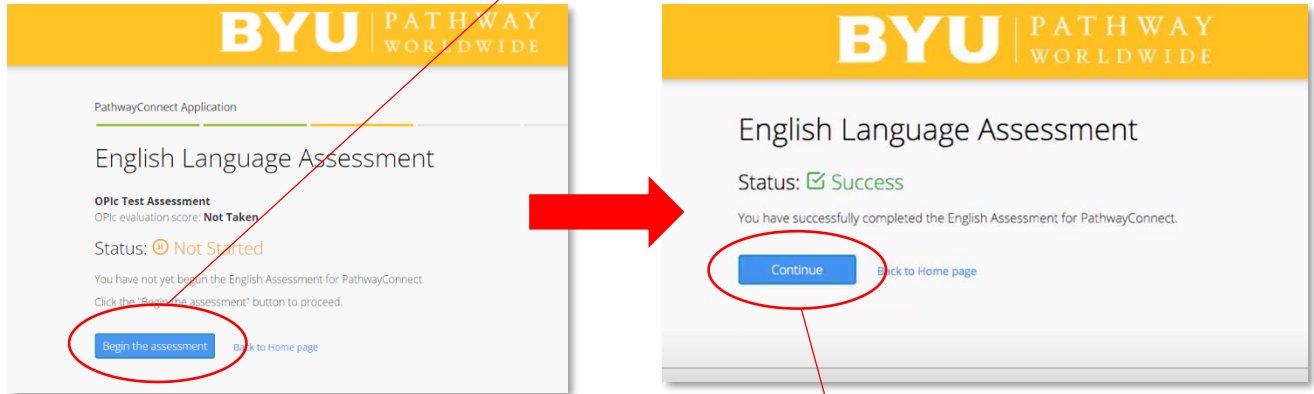 BYU PATHWAY
WORLDWIDE
PathwayConnect Application
English Language Assessment
OPIc Test Assessment
OPIc evaluation score: Not Taken
Status: Not Started
You have not yet begun the English Assessment for PathwayConnect.
Click the "Begin the assessment" button to proceed.
Begin the assessment Back to Home page
BYU PATHWAY
WORLDWIDE
English Language Assessment
Status: Success
You have successfully completed the English Assessment for PathwayConnect.
Continue Back to Home page